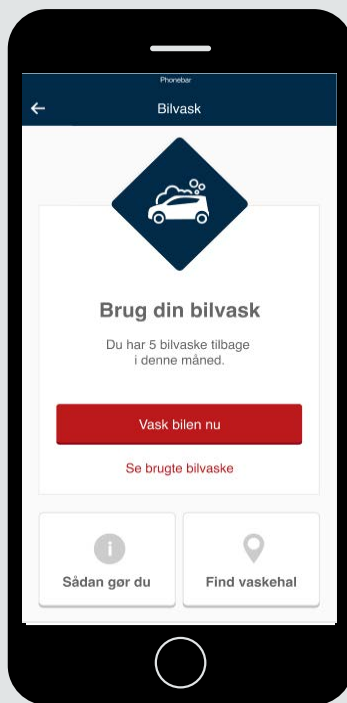 Phonebar
Bilvask
Brug din bilvask
Du har 5 bilvaske tilbage
i denne måned.
Vask bilen nu
Se brugte bilvaske
Sådan gør du
Find vaskehal